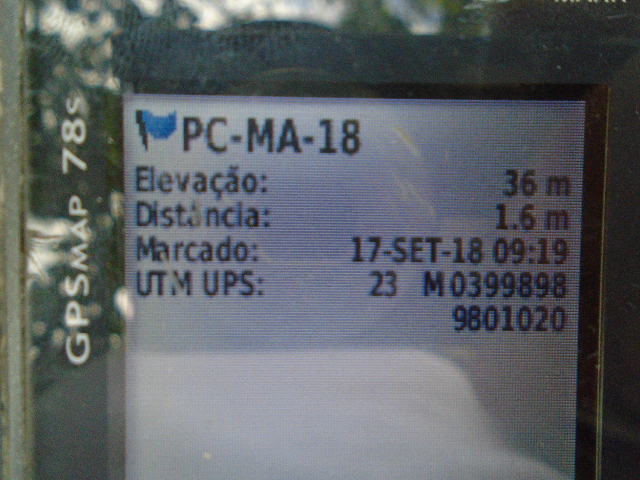 GPSMAP 78s
PC-MA-18
Elevação: 36 m
Distância: 1.6 m
Marcado: 17-SET-18 09:19
UTM UPS: 23 M 0399898
9801020